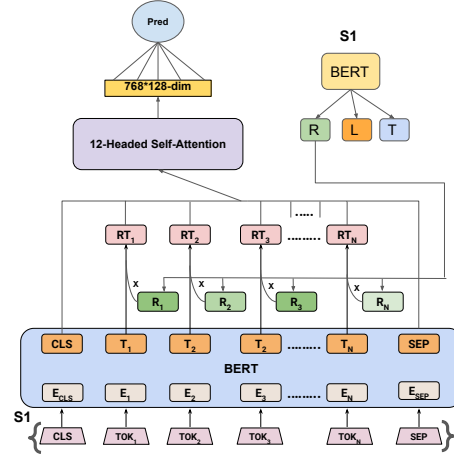 Pred
S1
768*128-dim
BERT
12-Headed Self-Attention
R L T
.....
RT1 RT2 RT3 ......... RTN
x x x x
R1 R2 R3 RN
CLS T1 T2 T2 ......... TN SEP
BERT
ECLS E1 E2 E3 ......... EN ESEP
S1
{ CLS TOK1 TOK2 TOK3 TOKN SEP }